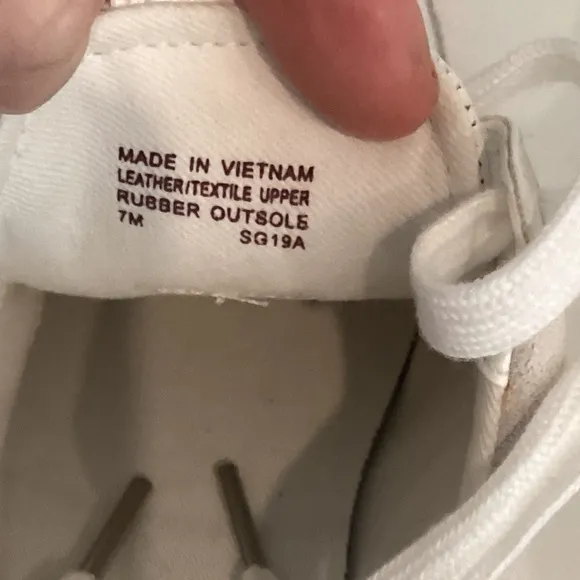 MADE IN VIETNAM
LEATHER/TEXTILE UPPER
RUBBER OUTSOLE
7M SG19A